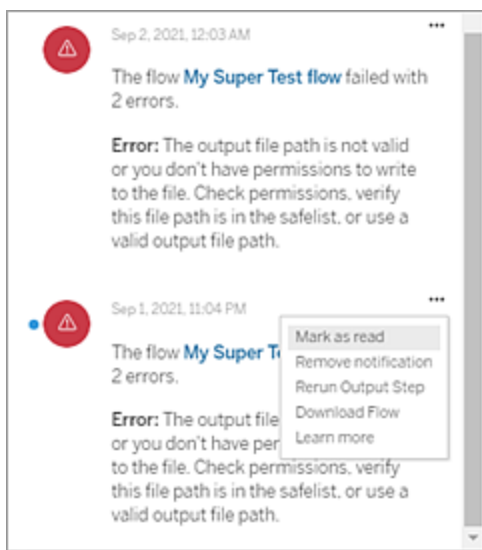 Sep 2, 2021, 12:03 AM
The flow My Super Test flow failed with
2 errors.
Error: The output file path is not valid
or you don't have permissions to write
to the file. Check permissions, verify
this file path is in the safelist, or use a
valid output file path.
Sep 1, 2021, 11:04 PM
The flow My Super Te
2 errors.
Error: The output file
or you don't have per
to the file. Check permissions, verify
this file path is in the safelist, or use a
valid output file path.
Mark as read
Remove notification
Rerun Output Step
Download Flow
Learn more